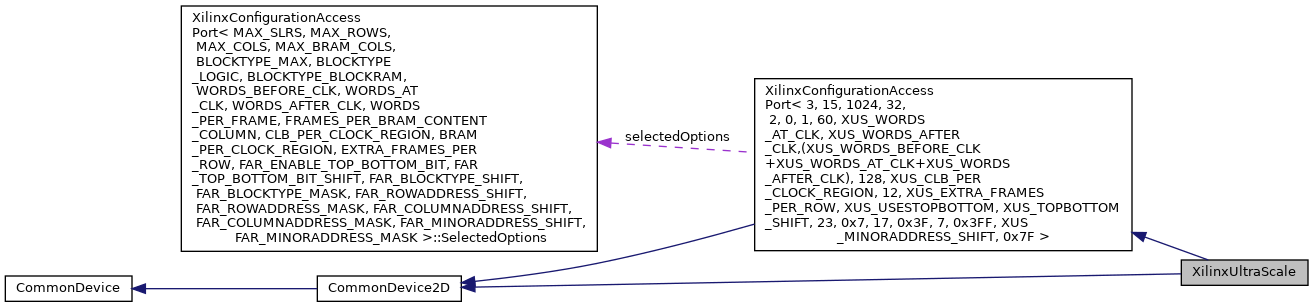 XilinxConfigurationAccess
Port< MAX_SLRS, MAX_ROWS,
MAX_COLS, MAX_BRAM_COLS,
BLOCKTYPE_MAX, BLOCKTYPE
_LOGIC, BLOCKTYPE_BLOCKRAM,
WORDS_BEFORE_CLK, WORDS_AT
_CLK, WORDS_AFTER_CLK, WORDS
_PER_FRAME, FRAMES_PER_BRAM_CONTENT
_COLUMN, CLB_PER_CLOCK_REGION, BRAM
_PER_CLOCK_REGION, EXTRA_FRAMES_PER
_ROW, FAR_ENABLE_TOP_BOTTOM_BIT, FAR
_TOP_BOTTOM_BIT_SHIFT, FAR_BLOCKTYPE_SHIFT,
FAR_BLOCKTYPE_MASK, FAR_ROWADDRESS_SHIFT,
FAR_ROWADDRESS_MASK, FAR_COLUMNADDRESS_SHIFT,
FAR_COLUMNADDRESS_MASK, FAR_MINORADDRESS_SHIFT,
FAR_MINORADDRESS_MASK >::SelectedOptions
selectedOptions
XilinxConfigurationAccess
Port< 3, 15, 1024, 32,
2, 0, 1, 60, XUS_WORDS
_AT_CLK, XUS_WORDS_AFTER
_CLK,(XUS_WORDS_BEFORE_CLK
+XUS_WORDS_AT_CLK+XUS_WORDS
_AFTER_CLK), 128, XUS_CLB_PER
_CLOCK_REGION, 12, XUS_EXTRA_FRAMES
_PER_ROW, XUS_USESTOPBOTTOM, XUS_TOPBOTTOM
_SHIFT, 23, 0x7, 17, 0x3F, 7, 0x3FF, XUS
_MINORADDRESS_SHIFT, 0x7F >
CommonDevice
CommonDevice2D
XilinxUltraScale